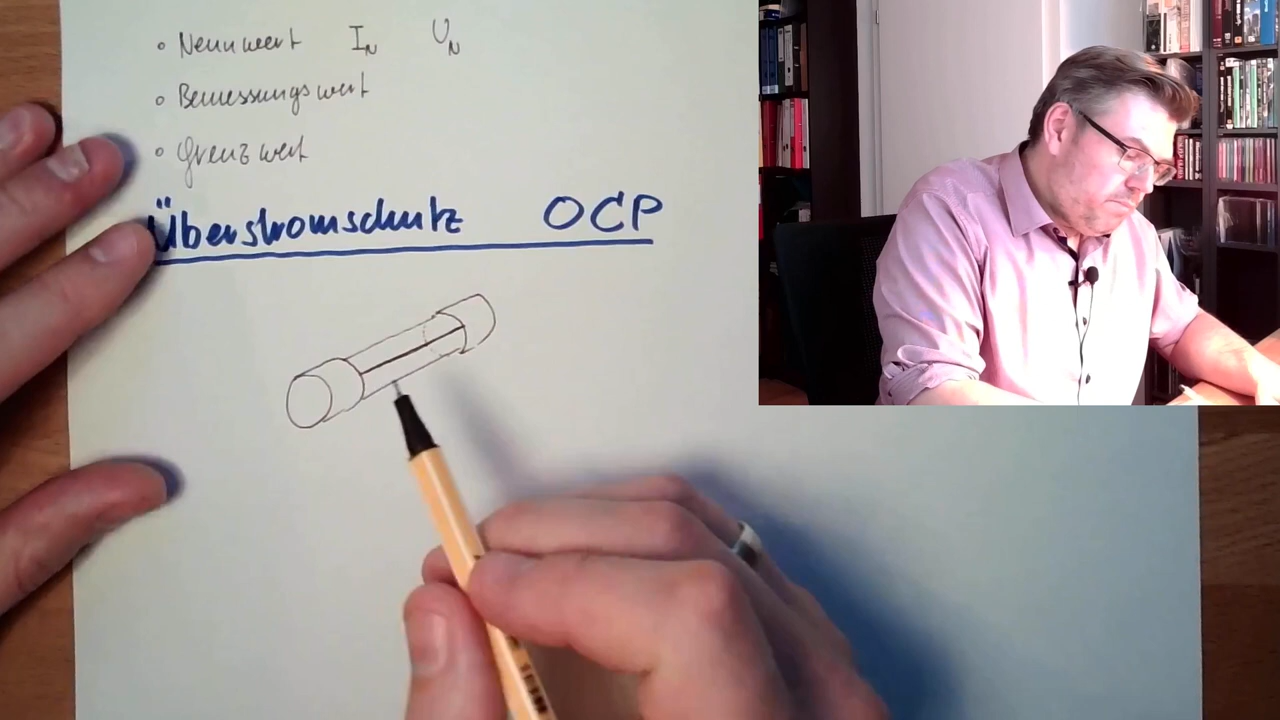 ∘ Nennwert I_N U_N
∘ Bemessungswert
∘ Grenzwert
Überstromschutz OCP